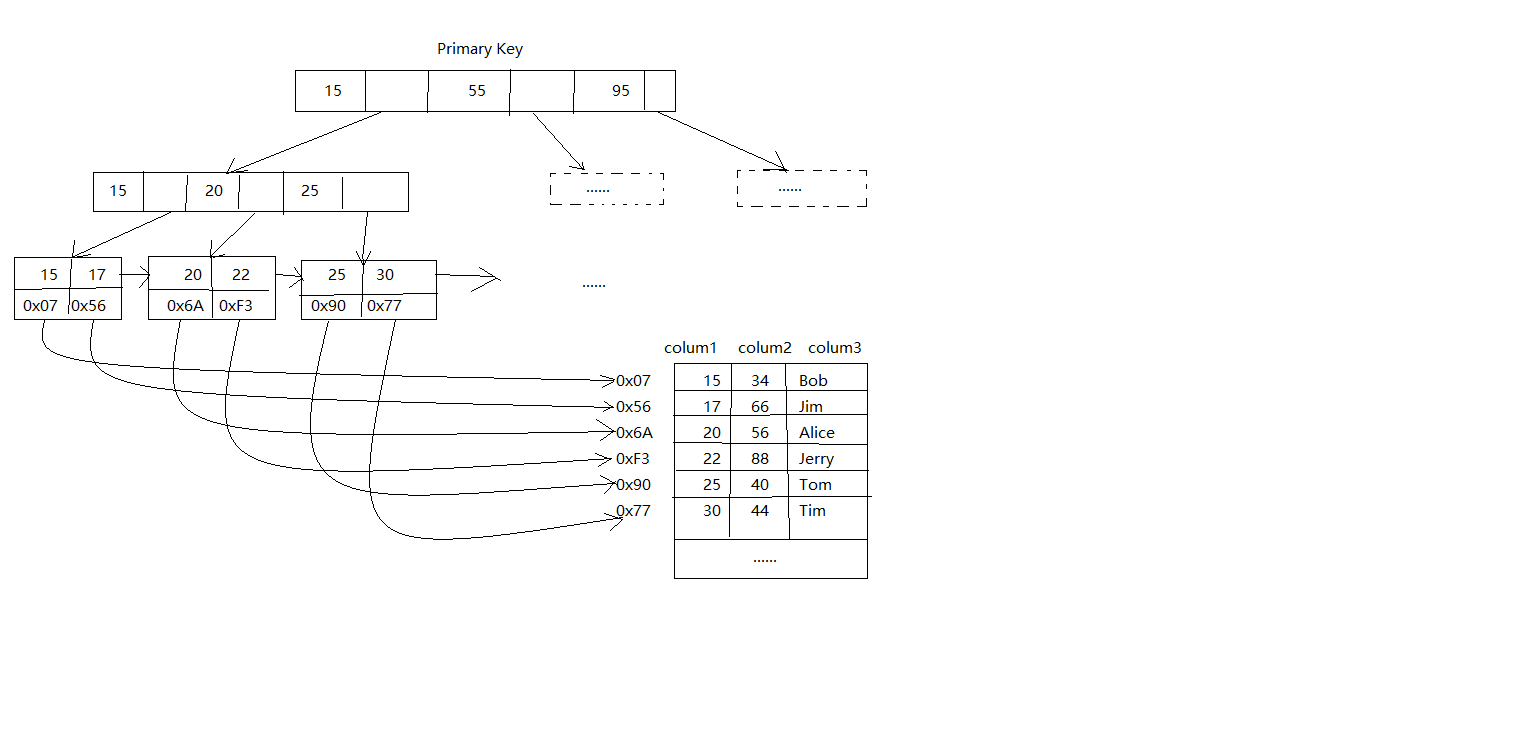 Primary Key
15 55 95
15 20 25
...... ......
15 17 20 22 25 30
0x07 0x56 0x6A 0xF3 0x90 0x77
......
colum1 colum2 colum3
0x07 15 34 Bob
0x56 17 66 Jim
0x6A 20 56 Alice
0xF3 22 88 Jerry
0x90 25 40 Tom
0x77 30 44 Tim
......